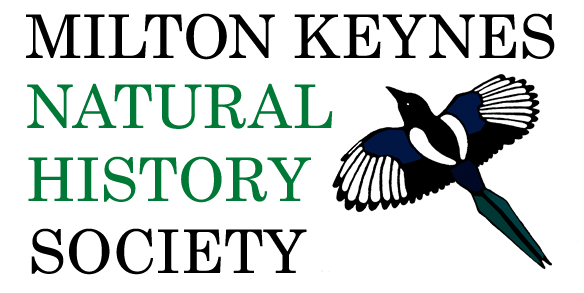 MILTON KEYNES
NATURAL
HISTORY
SOCIETY